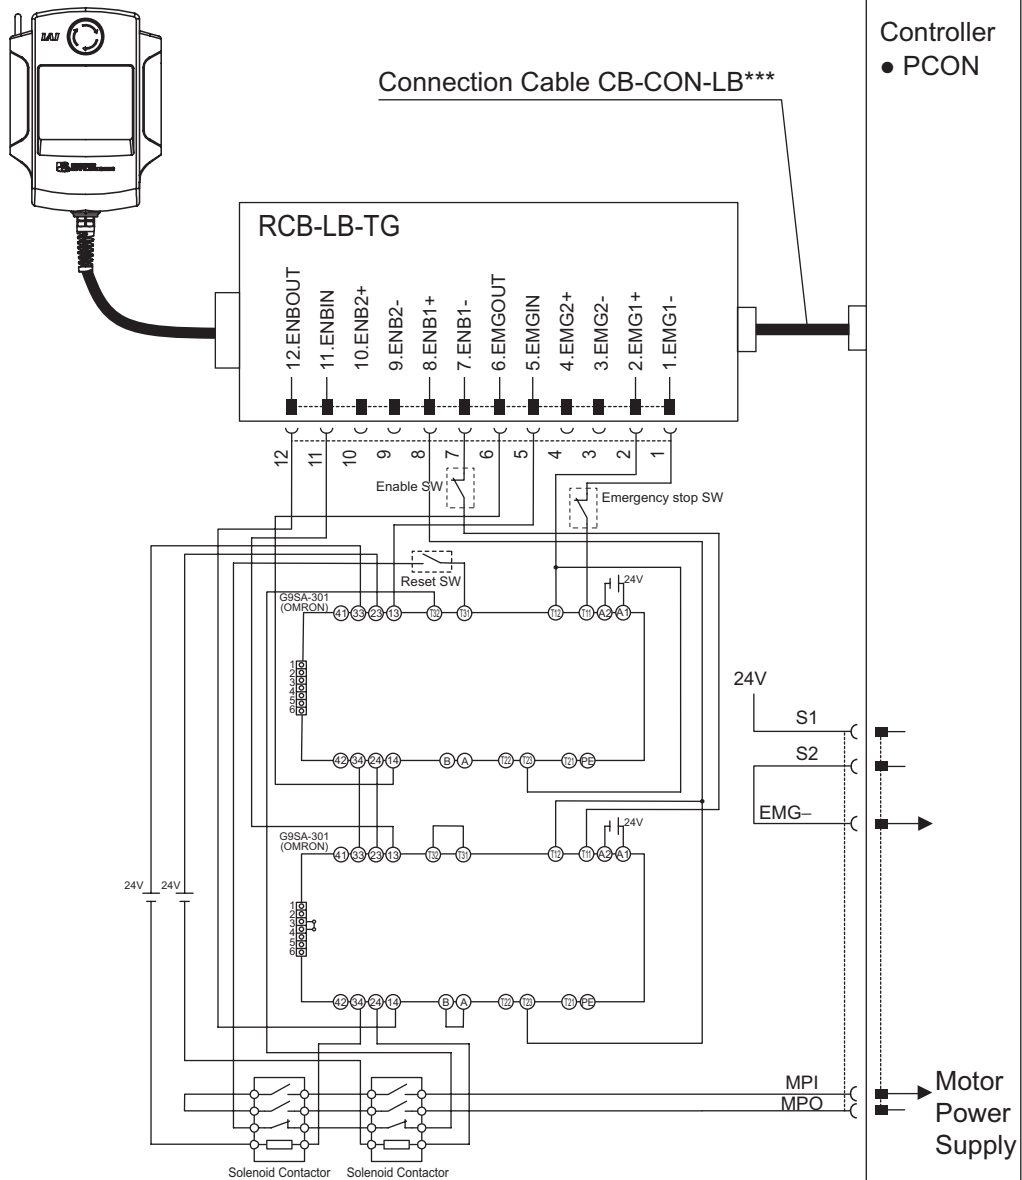 IAI
Controller
● PCON
Connection Cable CB-CON-LB***
RCB-LB-TG
12.ENBOUT
11.ENBIN
10.ENB2+
9.ENB2-
8.ENB1+
7.ENB1-
6.EMGOUT
5.EMGIN
4.EMG2+
3.EMG2-
2.EMG1+
1.EMG1-
12 11 10 9 8 7 6 5 4 3 2 1
Enable SW
Emergency stop SW
Reset SW
24V
G9SA-301
(OMRON)
41 33 23 13 T32 T31 T12 T11 A2 A1
1
2
3
4
5
6
42 34 24 14 B A T22 T23 T21 PE
24V
S1
S2
EMG–
24V
G9SA-301
(OMRON)
41 33 23 13 T32 T31 T12 T11 A2 A1
24V 24V
1
2
3
4
5
6
42 34 24 14 B A T22 T23 T21 PE
MPI
MPO
Motor
Power
Supply
Solenoid Contactor Solenoid Contactor